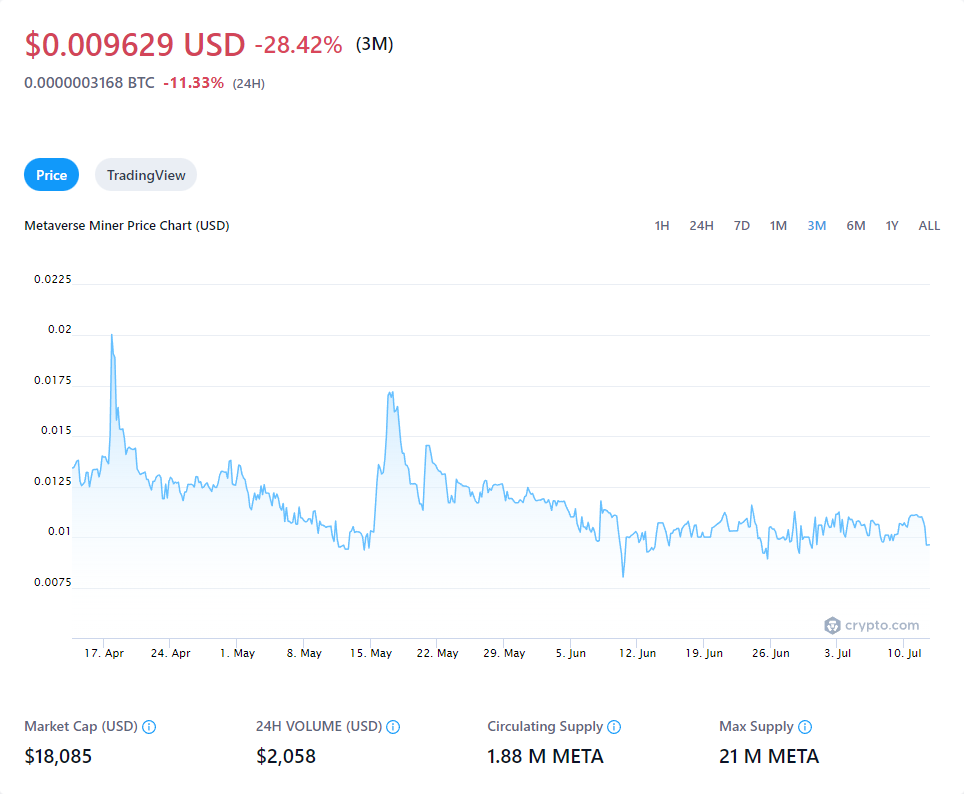 $0.009629 USD -28.42% (3M)
0.0000003168 BTC -11.33% (24H)
Price TradingView
Metaverse Miner Price Chart (USD) 1H 24H 7D 1M 3M 6M 1Y ALL
0.0225
0.02
0.0175
0.015
0.0125
0.01
0.0075
crypto.com
17. Apr 24. Apr 1. May 8. May 15. May 22. May 29. May 5. Jun 12. Jun 19. Jun 26. Jun 3. Jul 10. Jul
Market Cap (USD) 24H VOLUME (USD) Circulating Supply Max Supply
$18,085 $2,058 1.88 M META 21 M META